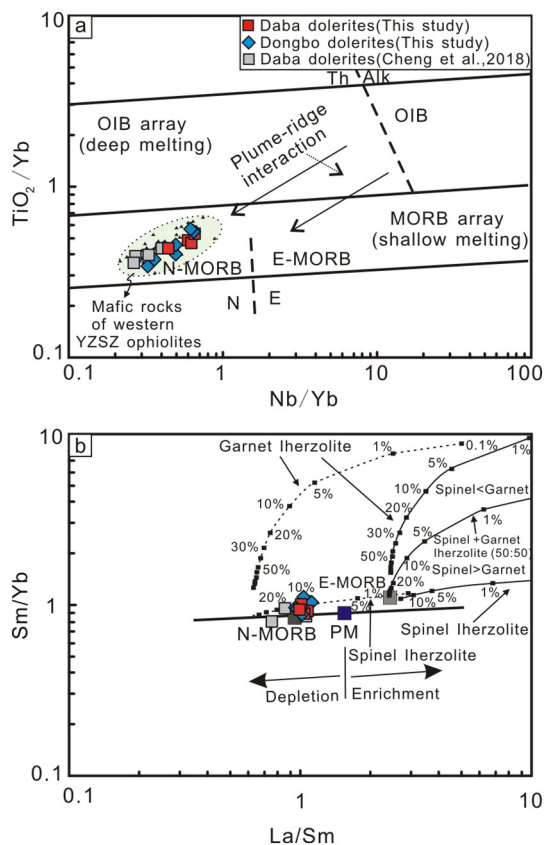 a
Daba dolerites(This study)
Dongbo dolerites(This study)
Daba dolerites(Cheng et al.,2018)
Th
Alk
OIB array
(deep melting)
OIB
Plume-ridge
interaction
MORB array
(shallow melting)
N-MORB
E-MORB
N
E
Mafic rocks
of western
YZSZ ophiolites
TiO2/Yb
10
1
0.1
0.1
1
10
100
Nb/Yb
b
Garnet lherzolite
1%
0.1%
5%
10%
20%
30%
50%
1%
5%
10%
20%
30%
50%
Spinel<Garnet
1%
5%
Spinel +Garnet
lherzolite (50:50)
10%
Spinel>Garnet
20%
E-MORB
10%
1%
20%
5%
10%
5%
1%
N-MORB
PM
Spinel lherzolite
Spinel lherzolite
Depletion
Enrichment
Sm/Yb
10
1
0.1
0.1
1
10
La/Sm